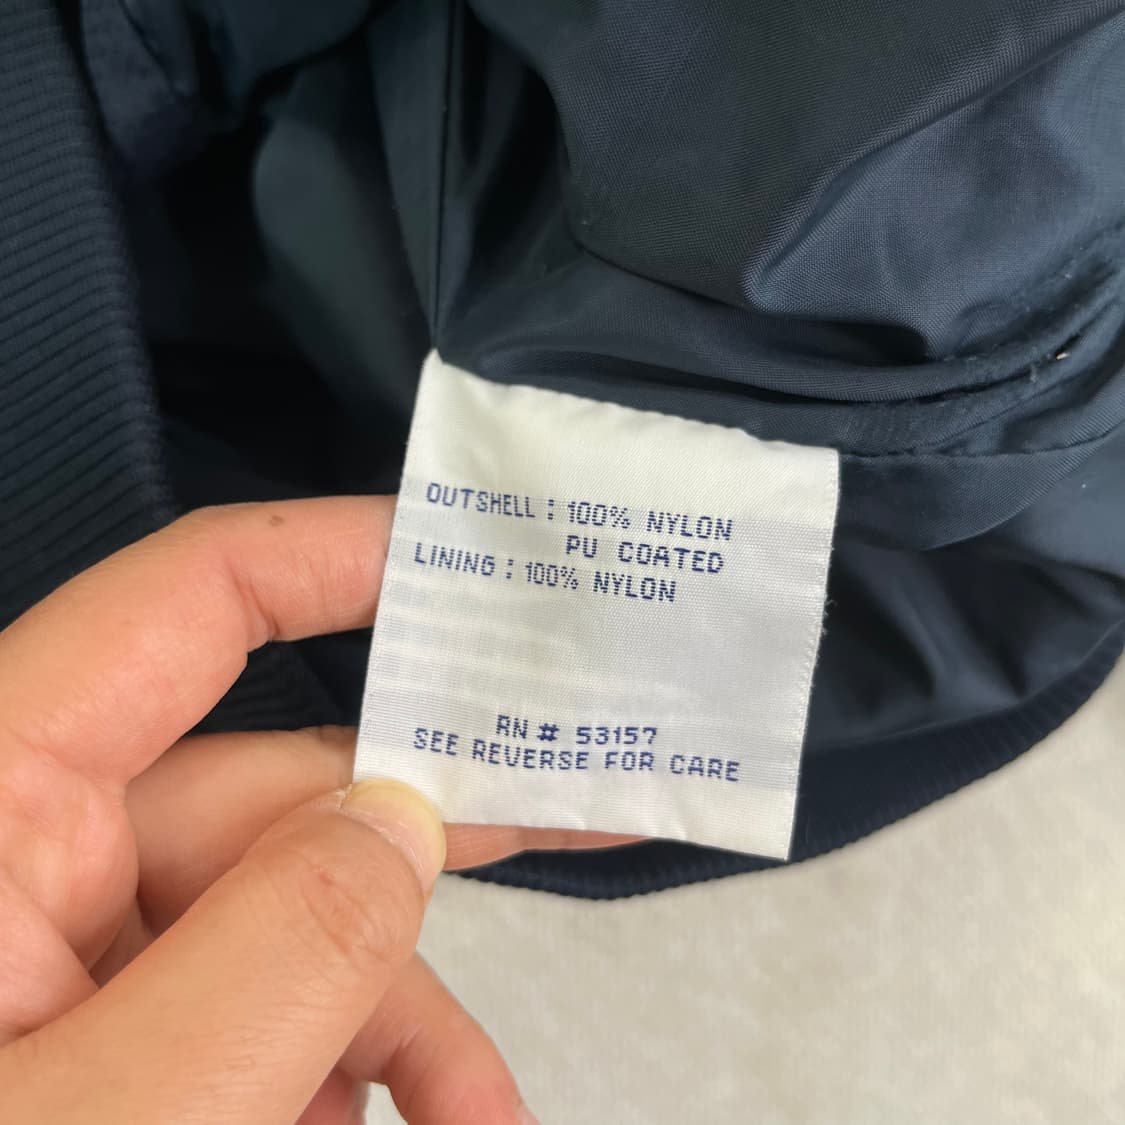 OUTSHELL : 100% NYLON
PU COATED
LINING : 100% NYLON
RN # 53157
SEE REVERSE FOR CARE